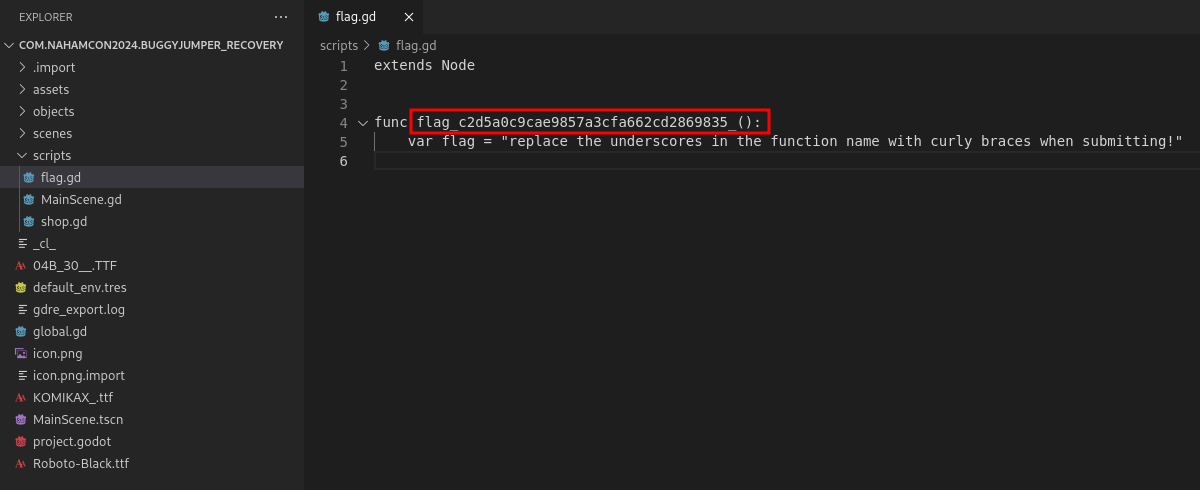 EXPLORER ···
COM.NAHAMCON2024.BUGGYJUMPER_RECOVERY
.import
assets
objects
scenes
scripts
flag.gd
MainScene.gd
shop.gd
_cl_
04B_30__.TTF
default_env.tres
gdre_export.log
global.gd
icon.png
icon.png.import
KOMIKAX_.ttf
MainScene.tscn
project.godot
Roboto-Black.ttf
flag.gd
scripts > flag.gd
1 extends Node
2
3
4 func flag_c2d5a0c9cae9857a3cfa662cd2869835_():
5 var flag = "replace the underscores in the function name with curly braces when submitting!"
6